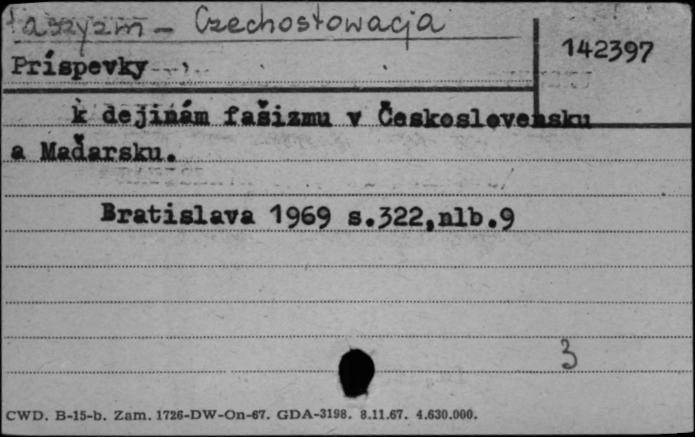 Faszyzm - Czechosłowacja
142397
Príspevky
k dejinám fašizmu v Československu
a Maďarsku.
Bratislava 1969 s.322,nlb.9
3
CWD. B-15-b. Zam. 1726-DW-On-67. GDA-3198. 8.11.67. 4.630.000.